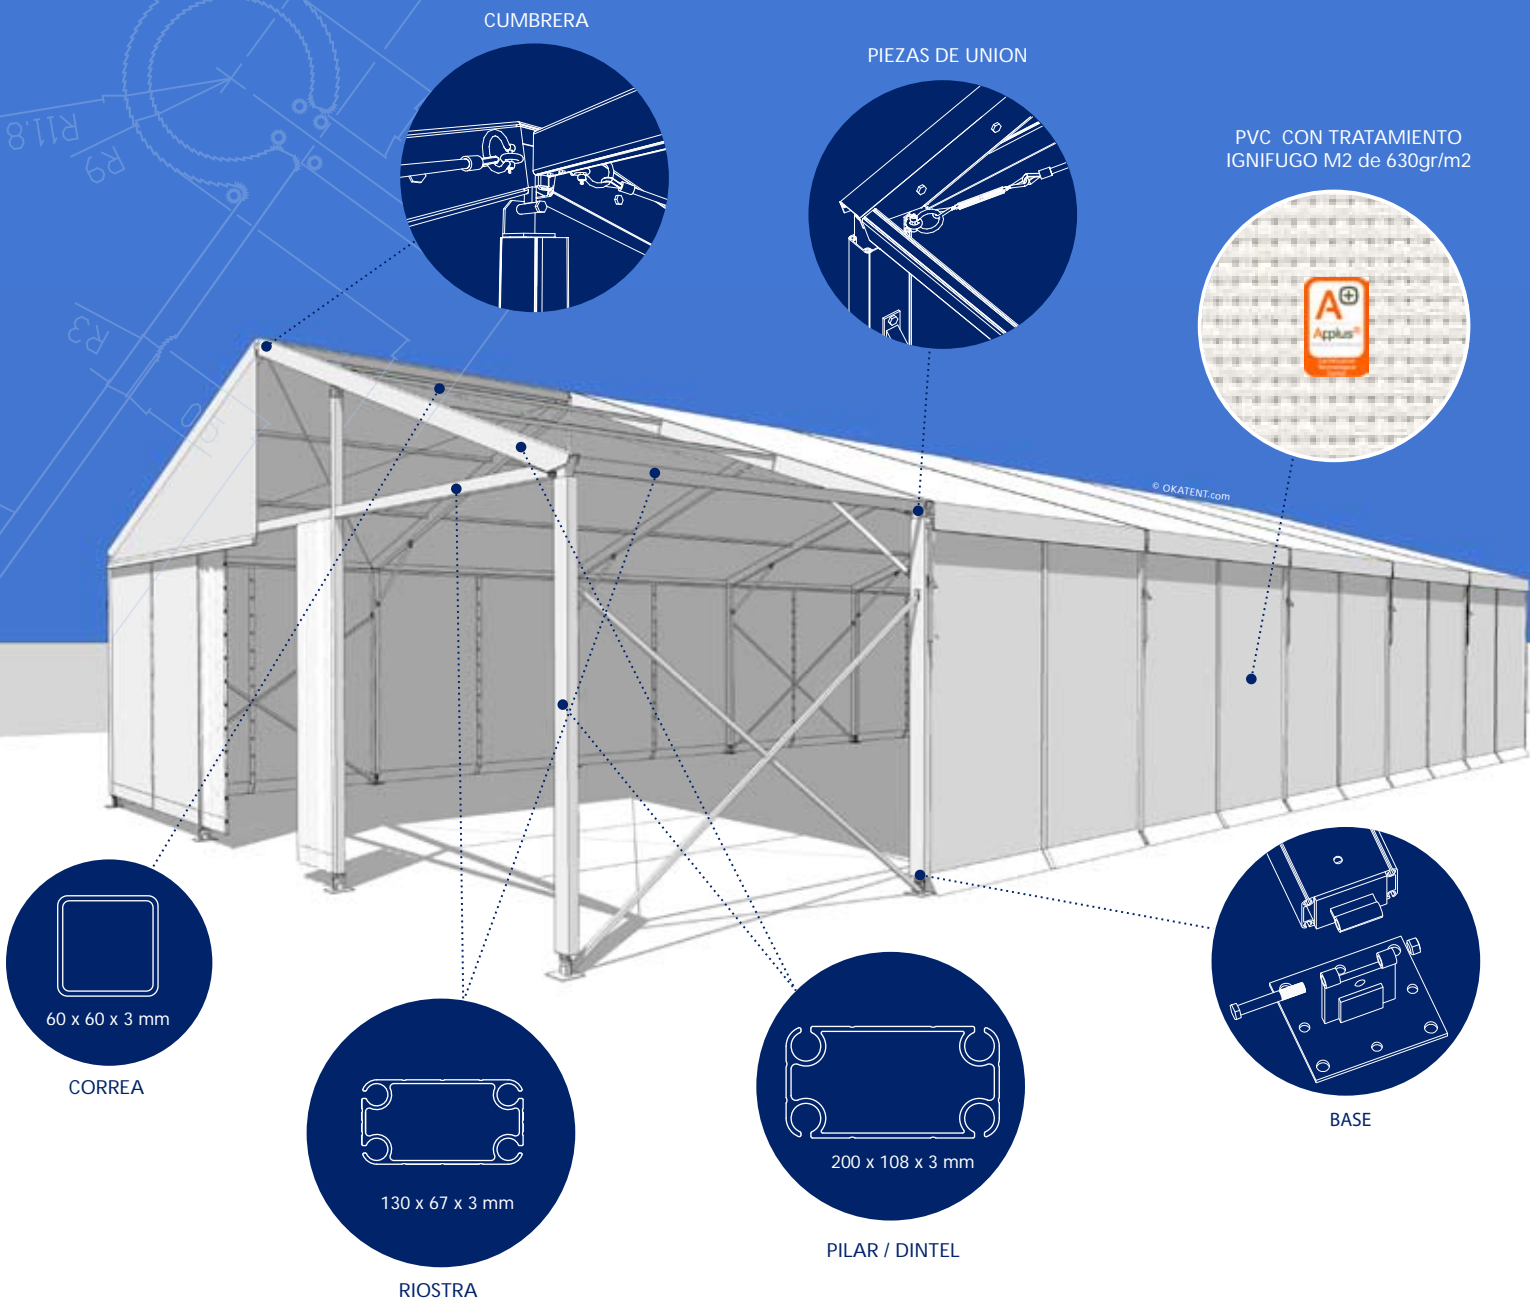 CUMBRERA
PIEZAS DE UNION
PVC CON TRATAMIENTO
IGNIFUGO M2 de 630gr/m2
A+
Applus+
R11.8
R9
R3
© OKATENT.com
60 x 60 x 3 mm
CORREA
130 x 67 x 3 mm
RIOSTRA
200 x 108 x 3 mm
PILAR / DINTEL
BASE